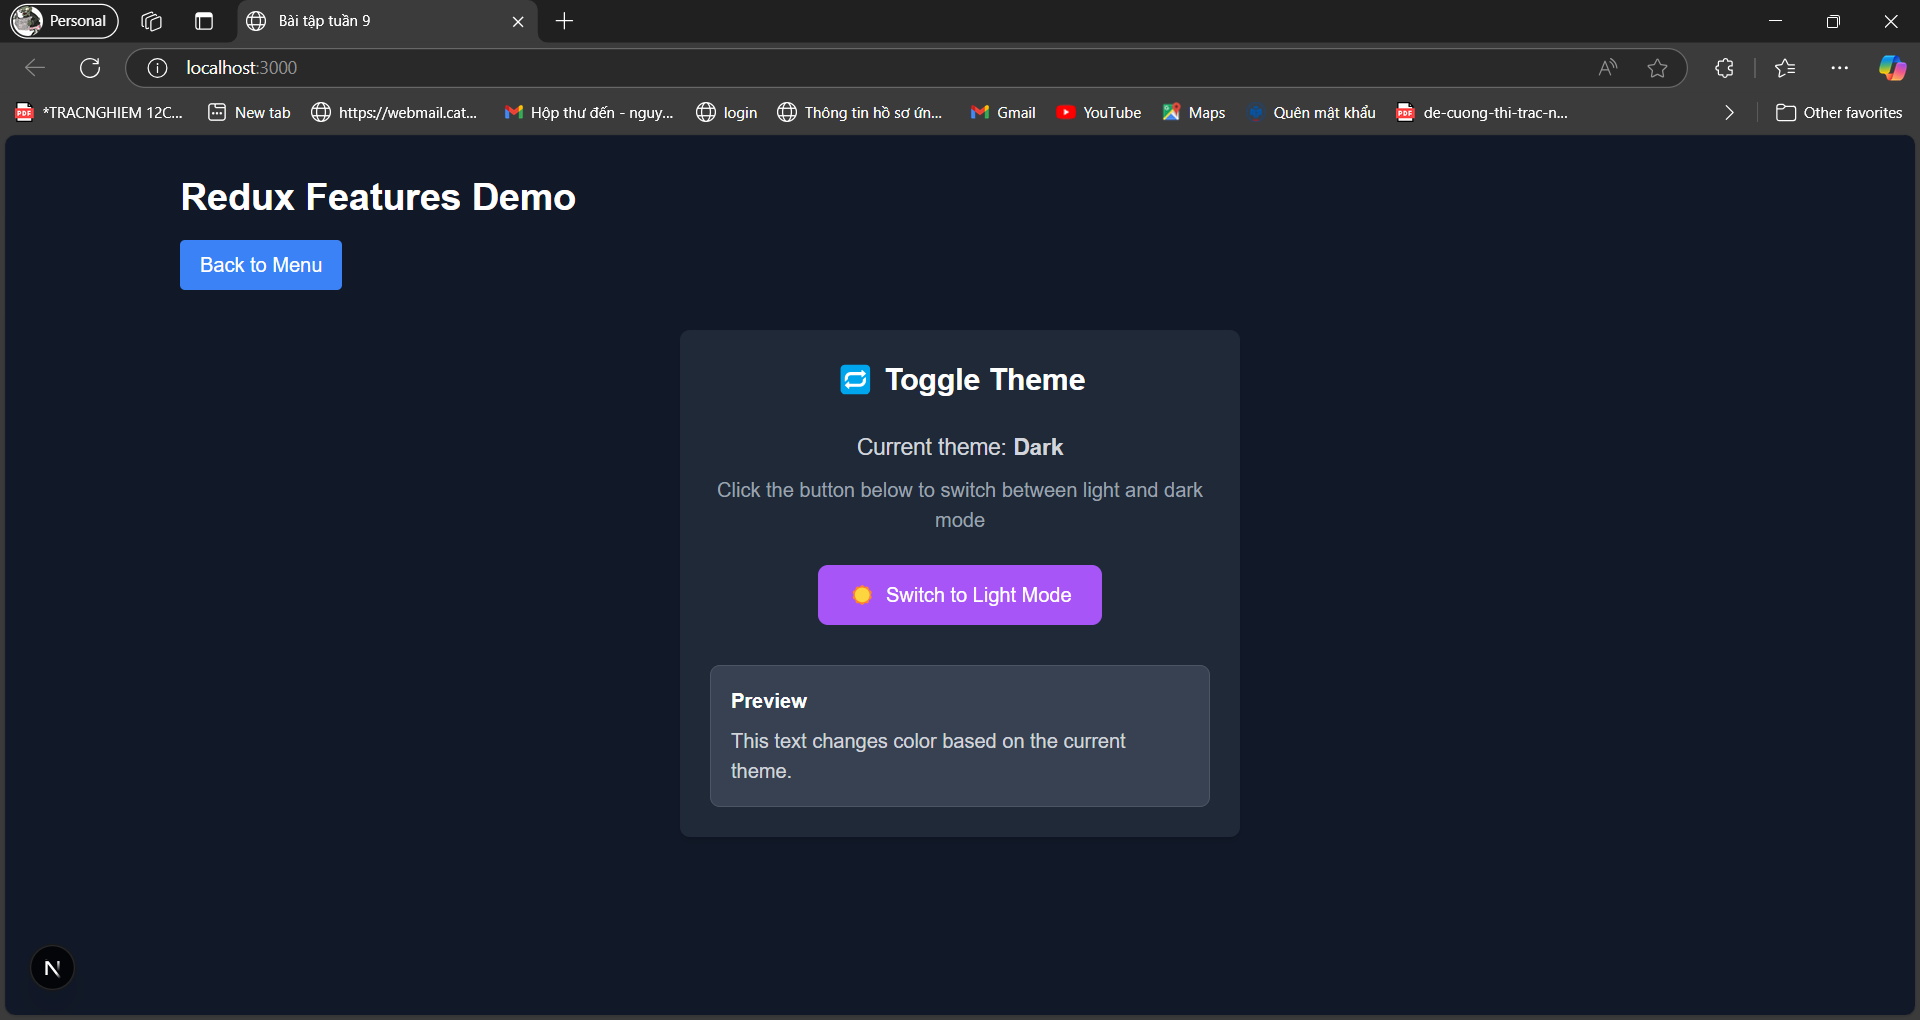 Personal
Bài tập tuần 9
localhost:3000
*TRACNGHIEM 12C...
New tab
https://webmail.cat...
Hộp thư đến - nguy...
login
Thông tin hồ sơ ứn...
Gmail
YouTube
Maps
Quên mật khẩu
de-cuong-thi-trac-n...
Other favorites
Redux Features Demo
Back to Menu
Toggle Theme
Current theme: Dark
Click the button below to switch between light and dark
mode
Switch to Light Mode
Preview
This text changes color based on the current
theme.
N